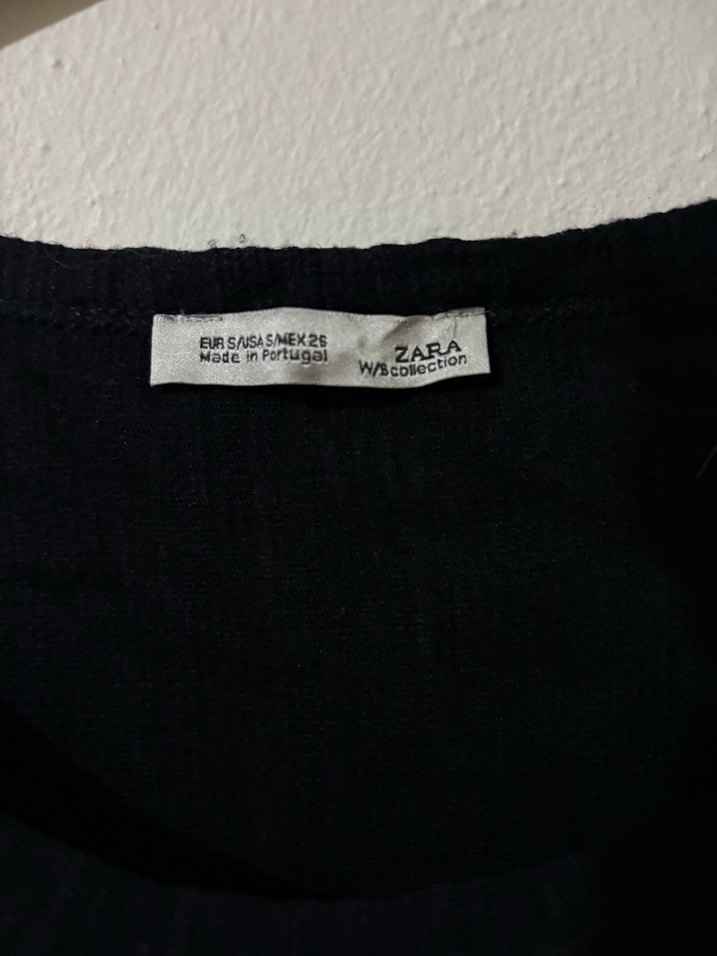 EUR S/USA S/MEX 26
Made in Portugal
ZARA
W/B collection